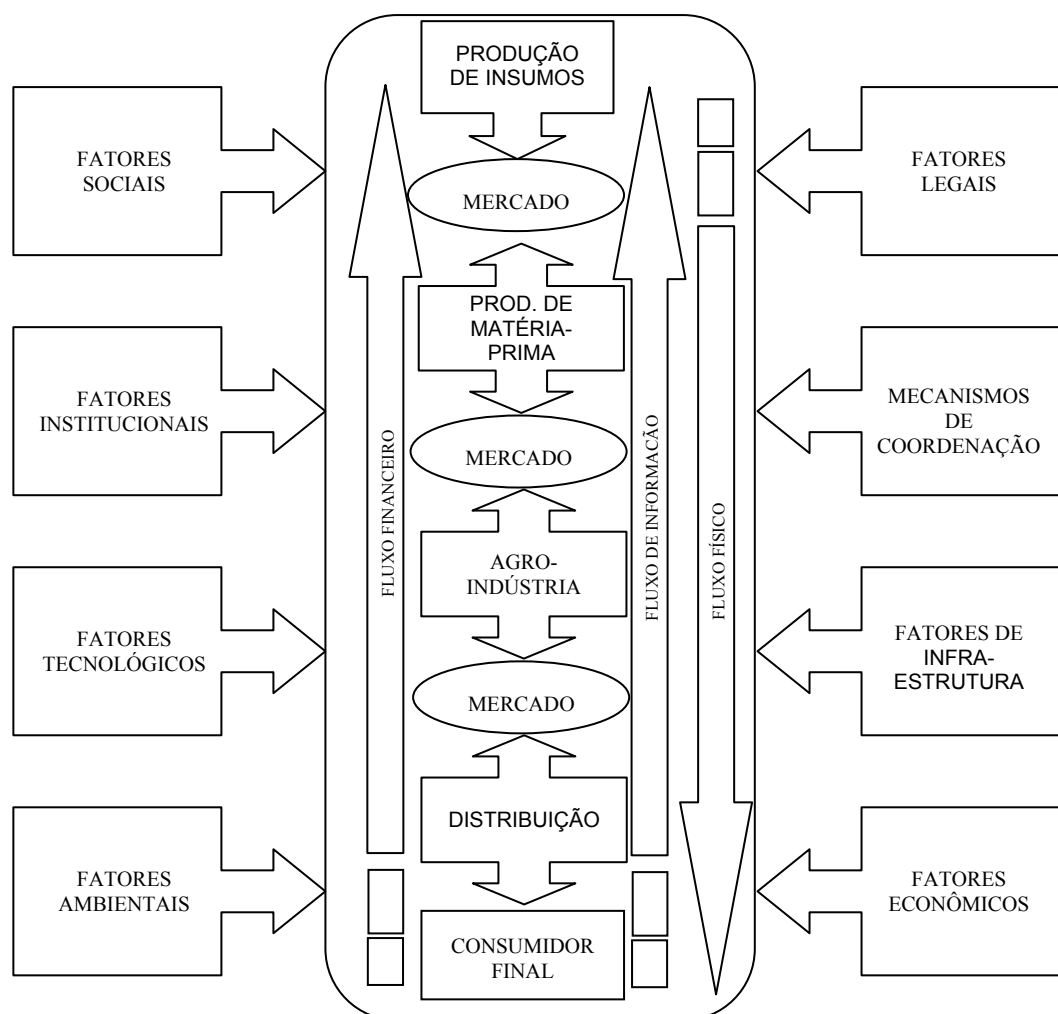 PRODUÇÃO
DE INSUMOS
FATORES
SOCIAIS
MERCADO
FATORES
LEGAIS
PROD. DE
MATÉRIA-
PRIMA
FATORES
INSTITUCIONAIS
MERCADO
MECANISMOS
DE
COORDENAÇÃO
FLUXO FINANCEIRO
FLUXO DE INFORMAÇÃO
FLUXO FÍSICO
AGRO-
INDÚSTRIA
FATORES
TECNOLÓGICOS
MERCADO
FATORES DE
INFRA-
ESTRUTURA
DISTRIBUIÇÃO
FATORES
AMBIENTAIS
CONSUMIDOR
FINAL
FATORES
ECONÔMICOS